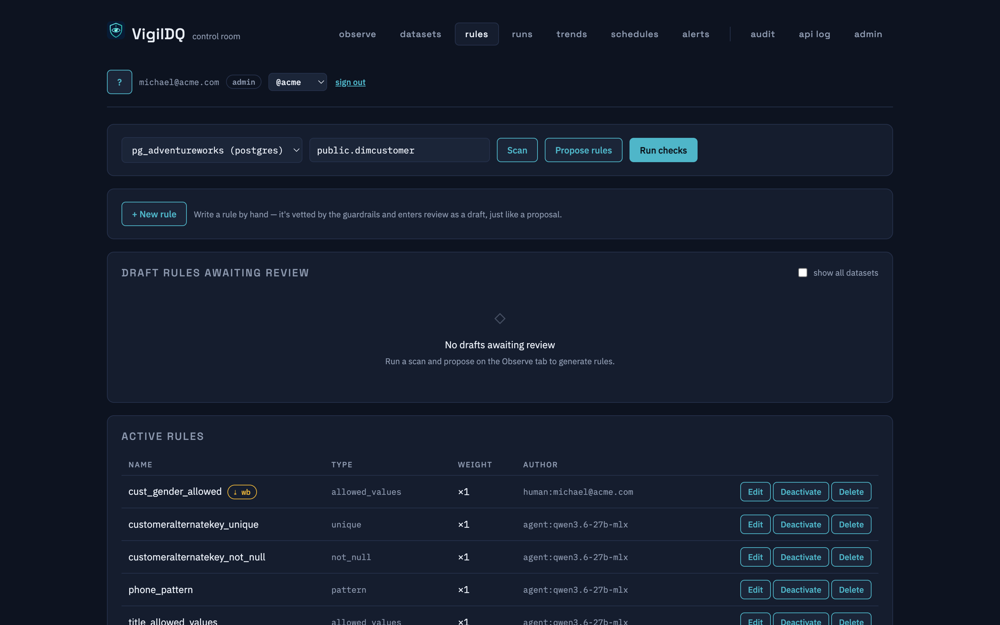 VigilDQ control room
observe datasets rules runs trends schedules alerts audit api log admin
? michael@acme.com admin @acme sign out
pg_adventureworks (postgres) public.dimcustomer Scan Propose rules Run checks
+ New rule Write a rule by hand — it's vetted by the guardrails and enters review as a draft, just like a proposal.
DRAFT RULES AWAITING REVIEW show all datasets
No drafts awaiting review
Run a scan and propose on the Observe tab to generate rules.
ACTIVE RULES
NAME TYPE WEIGHT AUTHOR
cust_gender_allowed ⤓ wb allowed_values ×1 human:michael@acme.com Edit Deactivate Delete
customeralternatekey_unique unique ×1 agent:qwen3.6-27b-mlx Edit Deactivate Delete
customeralternatekey_not_null not_null ×1 agent:qwen3.6-27b-mlx Edit Deactivate Delete
phone_pattern pattern ×1 agent:qwen3.6-27b-mlx Edit Deactivate Delete
title_allowed_values allowed_values ×1 agent:qwen3.6-27b-mlx Edit Deactivate Delete